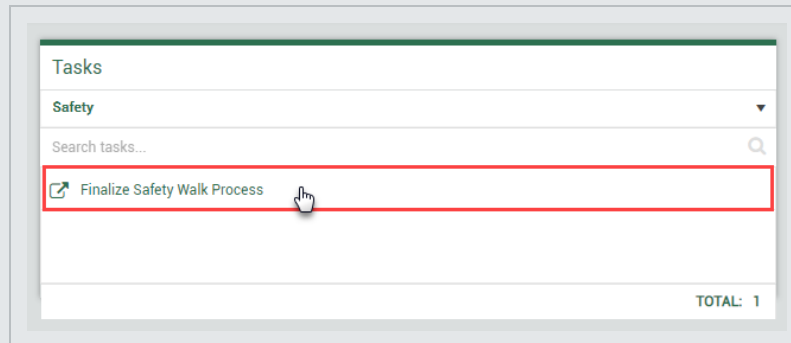 Tasks
Safety
Search tasks...
Finalize Safety Walk Process
TOTAL: 1